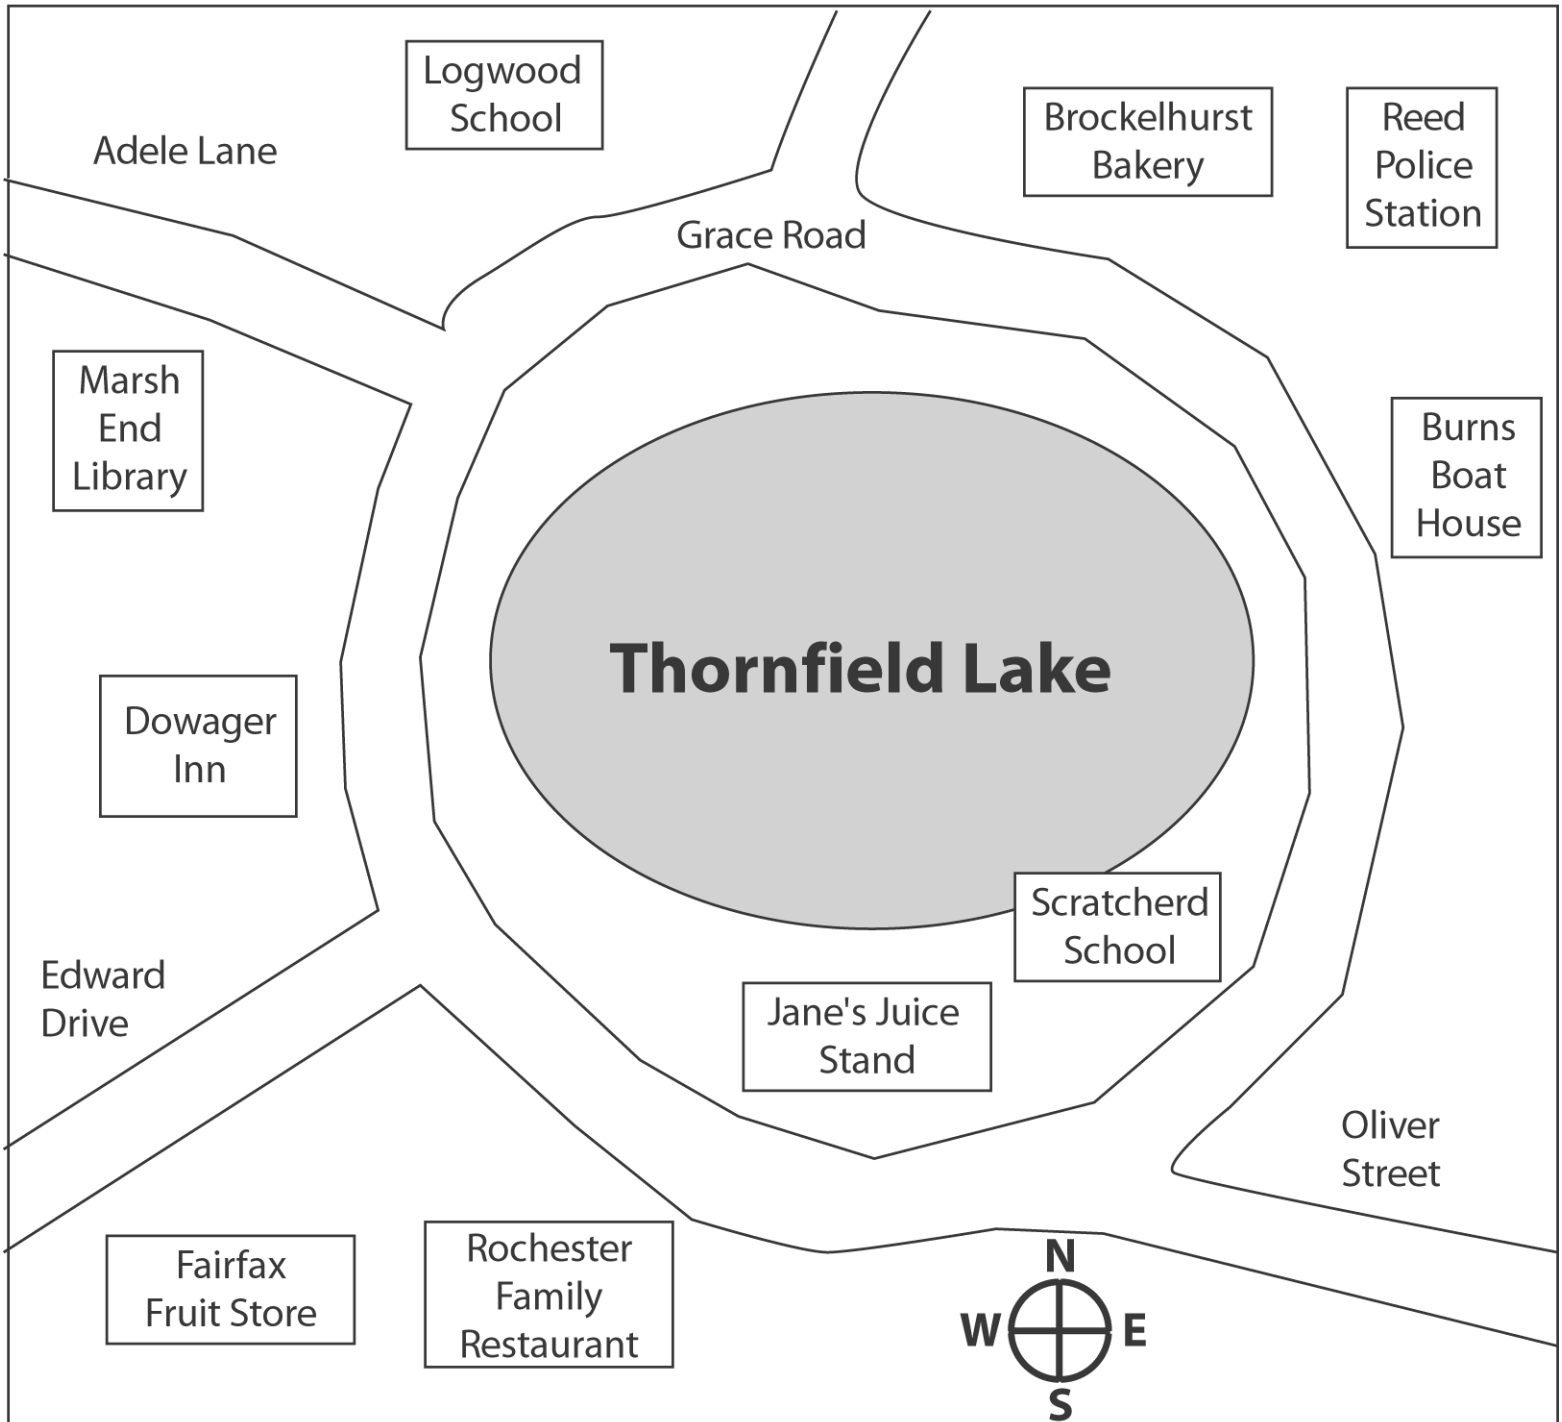 Logwood
School
Adele Lane
Brockelhurst
Bakery
Reed
Police
Station
Grace Road
Marsh
End
Library
Burns
Boat
House
Thornfield Lake
Dowager
Inn
Scratcherd
School
Edward
Drive
Jane's Juice
Stand
Oliver
Street
Fairfax
Fruit Store
Rochester
Family
Restaurant
N
W E
S